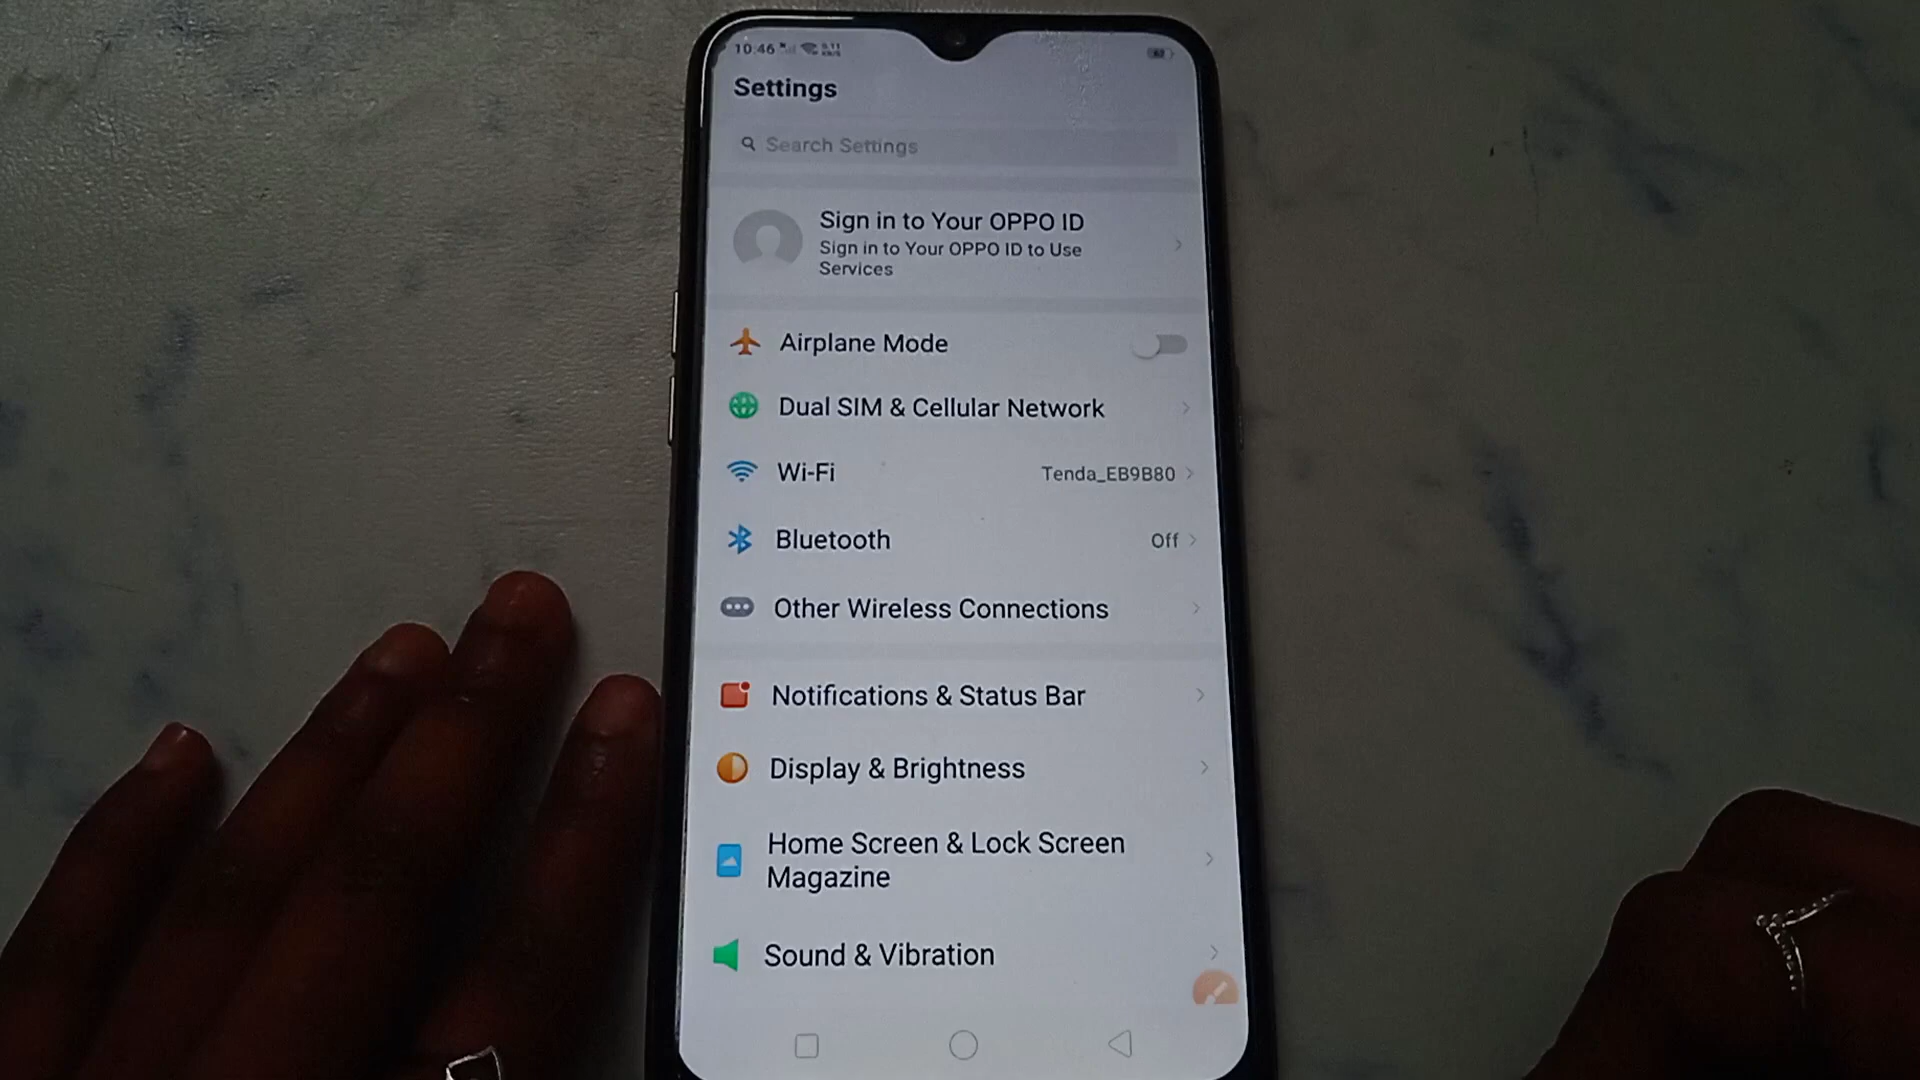 10:46
Settings
Search Settings
Sign in to Your OPPO ID
Sign in to Your OPPO ID to Use
Services
Airplane Mode
Dual SIM & Cellular Network
Wi-Fi Tenda_EB9B80
Bluetooth Off
Other Wireless Connections
Notifications & Status Bar
Display & Brightness
Home Screen & Lock Screen
Magazine
Sound & Vibration